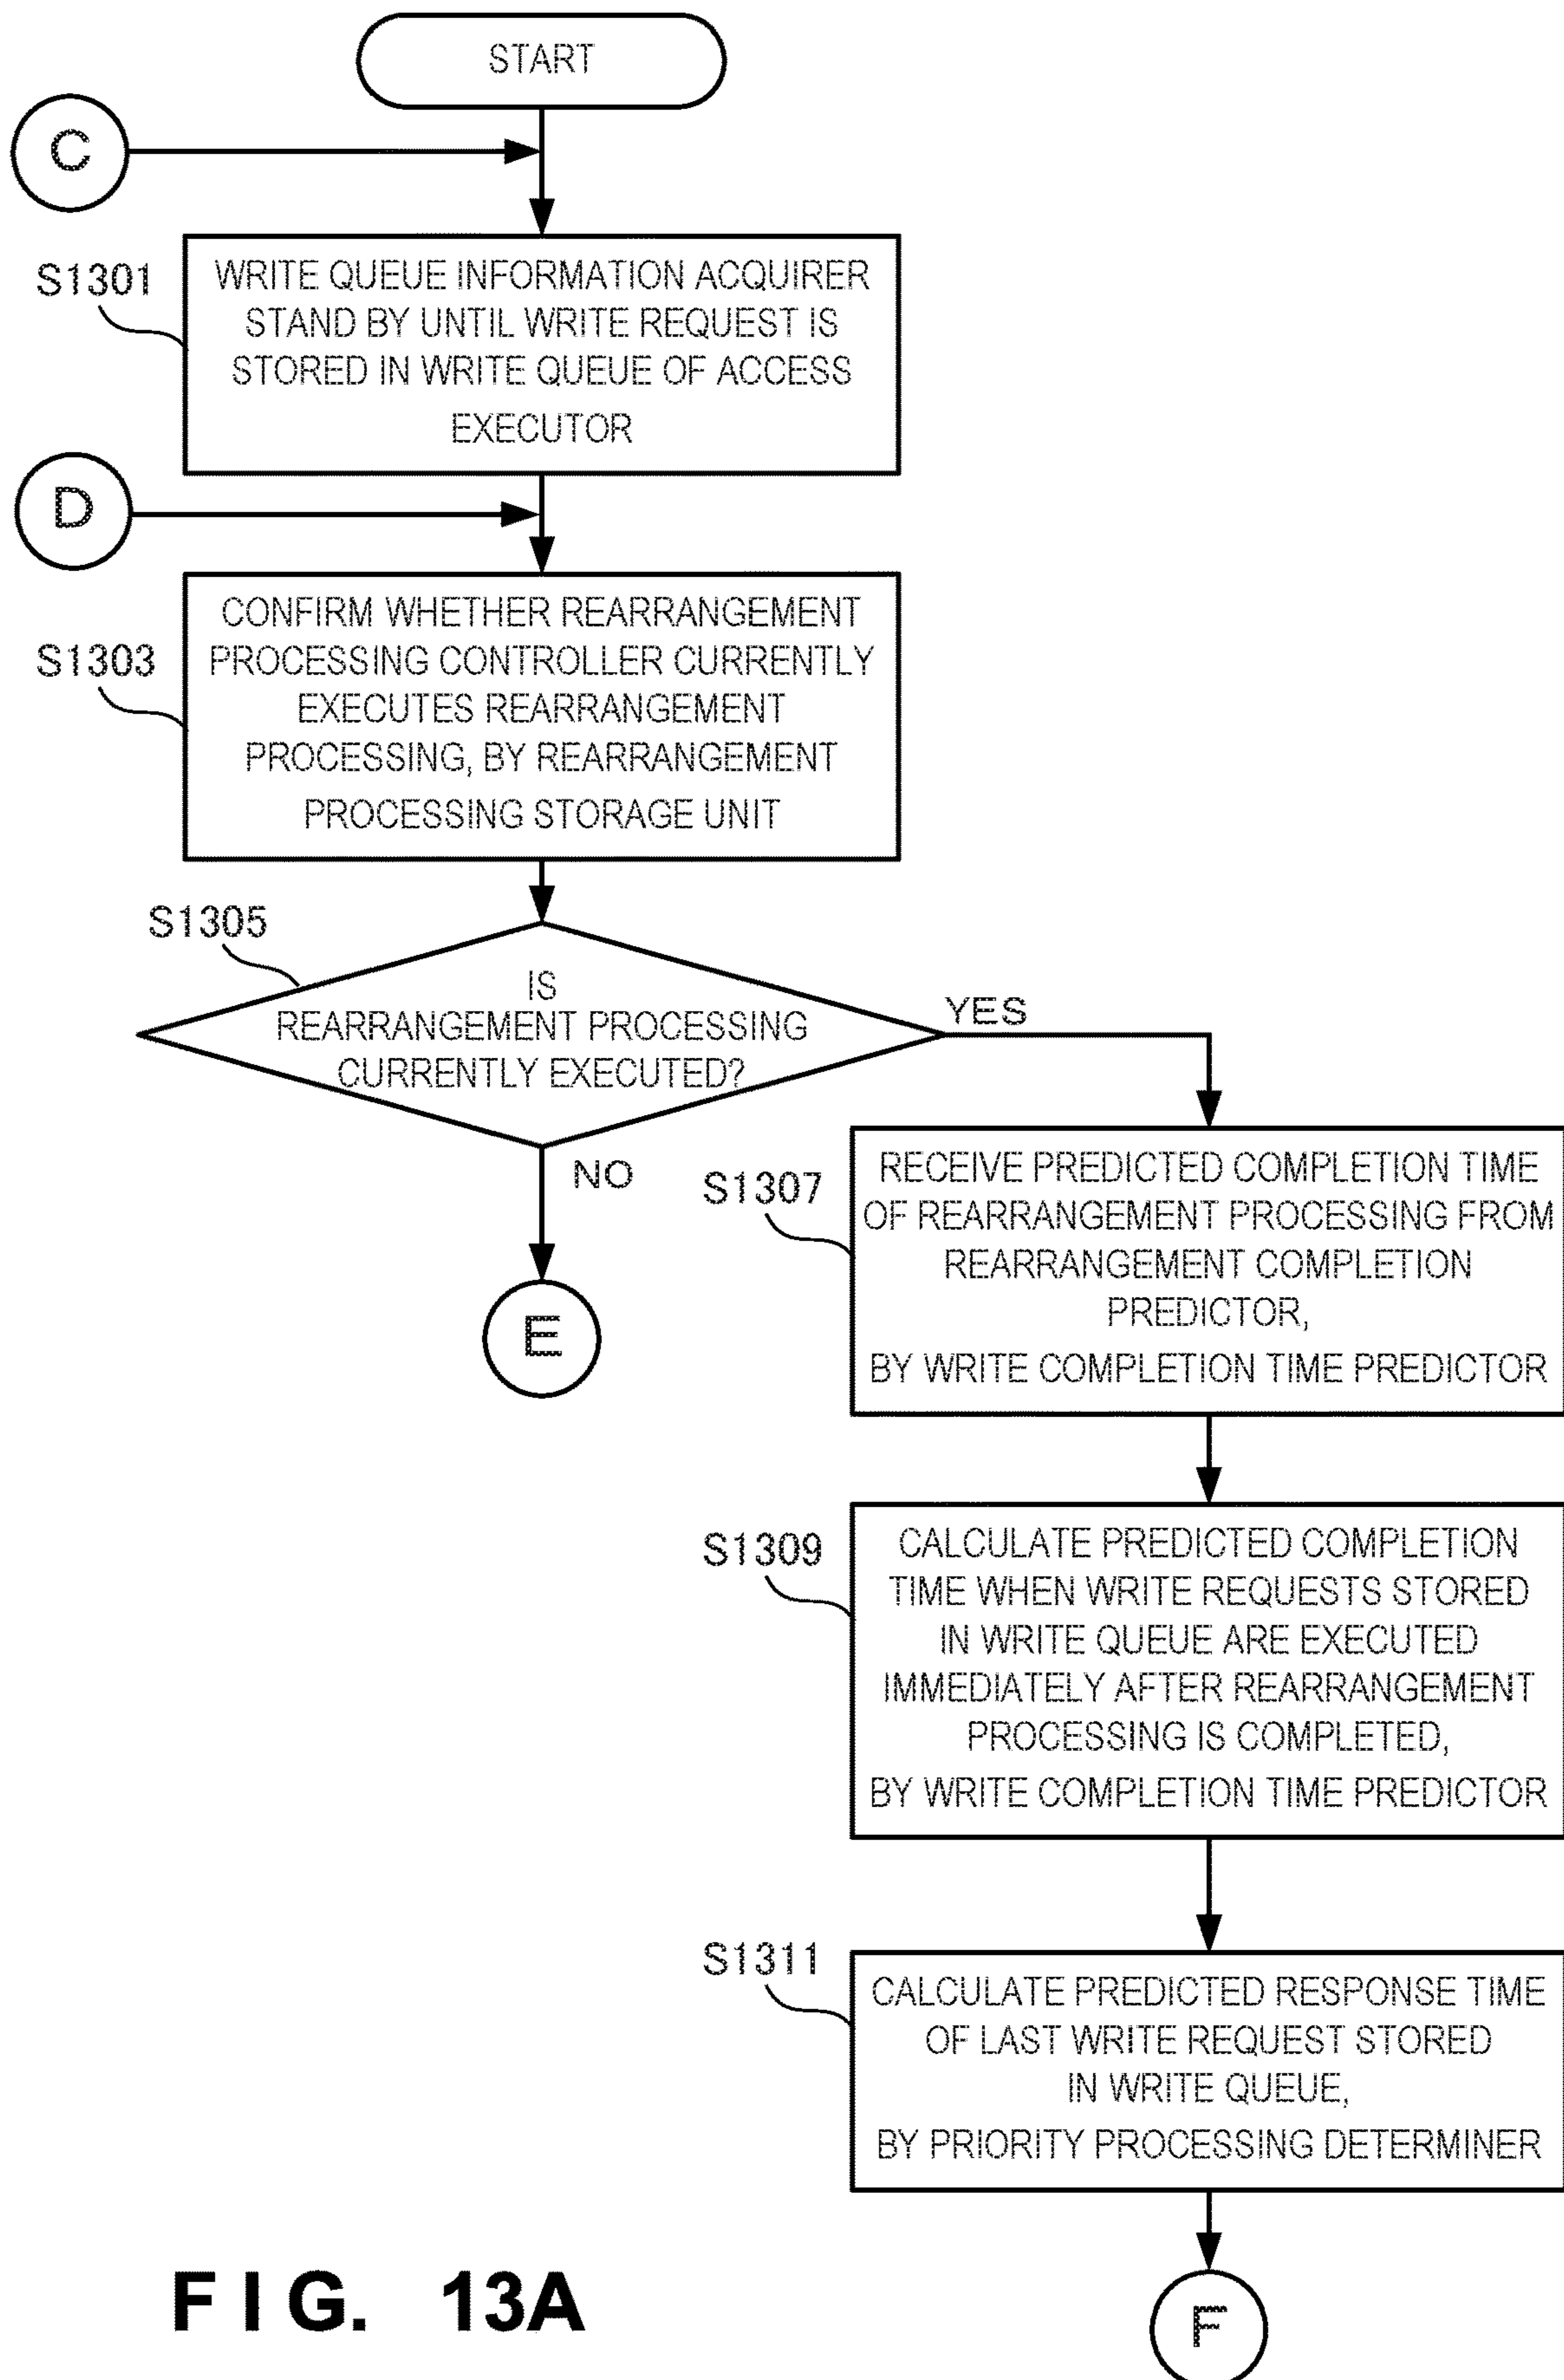 START
C
S1301
WRITE QUEUE INFORMATION ACQUIRER
STAND BY UNTIL WRITE REQUEST IS
STORED IN WRITE QUEUE OF ACCESS
EXECUTOR
D
S1303
CONFIRM WHETHER REARRANGEMENT
PROCESSING CONTROLLER CURRENTLY
EXECUTES REARRANGEMENT
PROCESSING, BY REARRANGEMENT
PROCESSING STORAGE UNIT
S1305
IS
REARRANGEMENT PROCESSING
CURRENTLY EXECUTED?
YES
NO
E
S1307
RECEIVE PREDICTED COMPLETION TIME
OF REARRANGEMENT PROCESSING FROM
REARRANGEMENT COMPLETION
PREDICTOR,
BY WRITE COMPLETION TIME PREDICTOR
S1309
CALCULATE PREDICTED COMPLETION
TIME WHEN WRITE REQUESTS STORED
IN WRITE QUEUE ARE EXECUTED
IMMEDIATELY AFTER REARRANGEMENT
PROCESSING IS COMPLETED,
BY WRITE COMPLETION TIME PREDICTOR
S1311
CALCULATE PREDICTED RESPONSE TIME
OF LAST WRITE REQUEST STORED
IN WRITE QUEUE,
BY PRIORITY PROCESSING DETERMINER
F
FIG. 13A